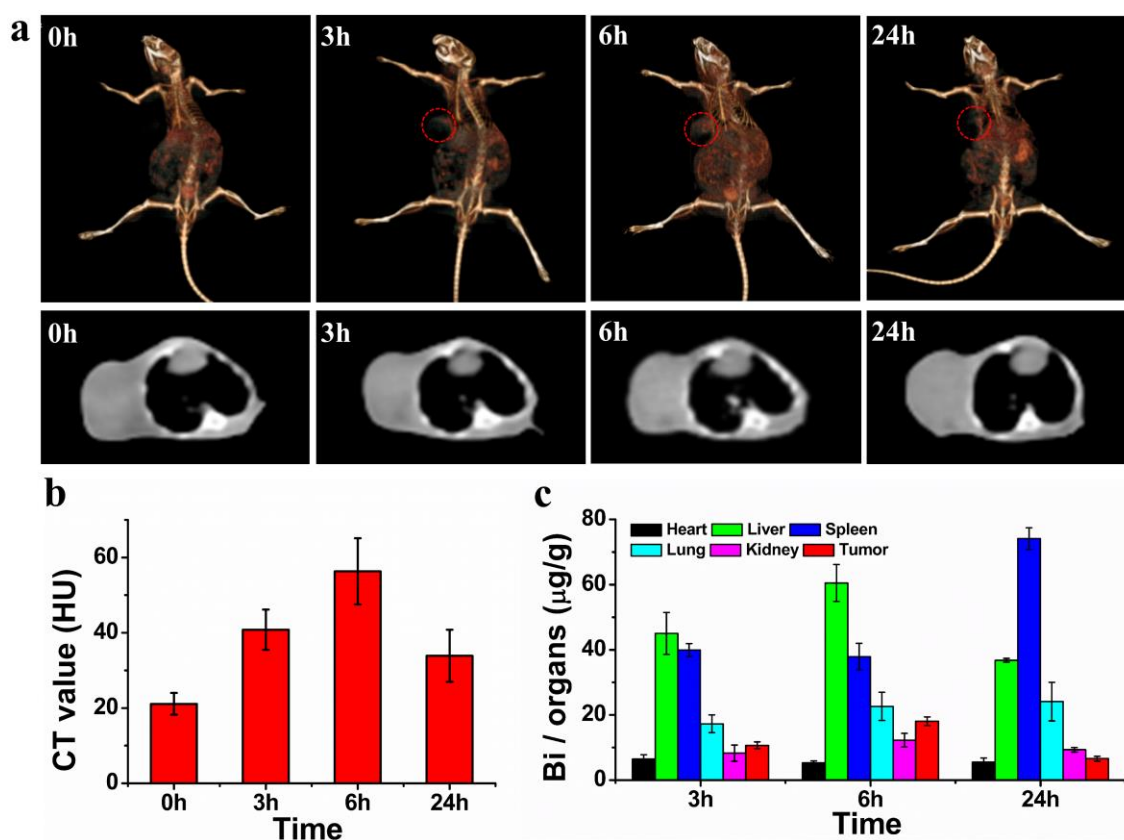 a
0h 3h 6h 24h
0h 3h 6h 24h
b
CT value (HU)
60
40
20
0
0h 3h 6h 24h
Time
c
Bi / organs (μg/g)
80
60
40
20
0
Heart Liver Spleen
Lung Kidney Tumor
3h 6h 24h
Time